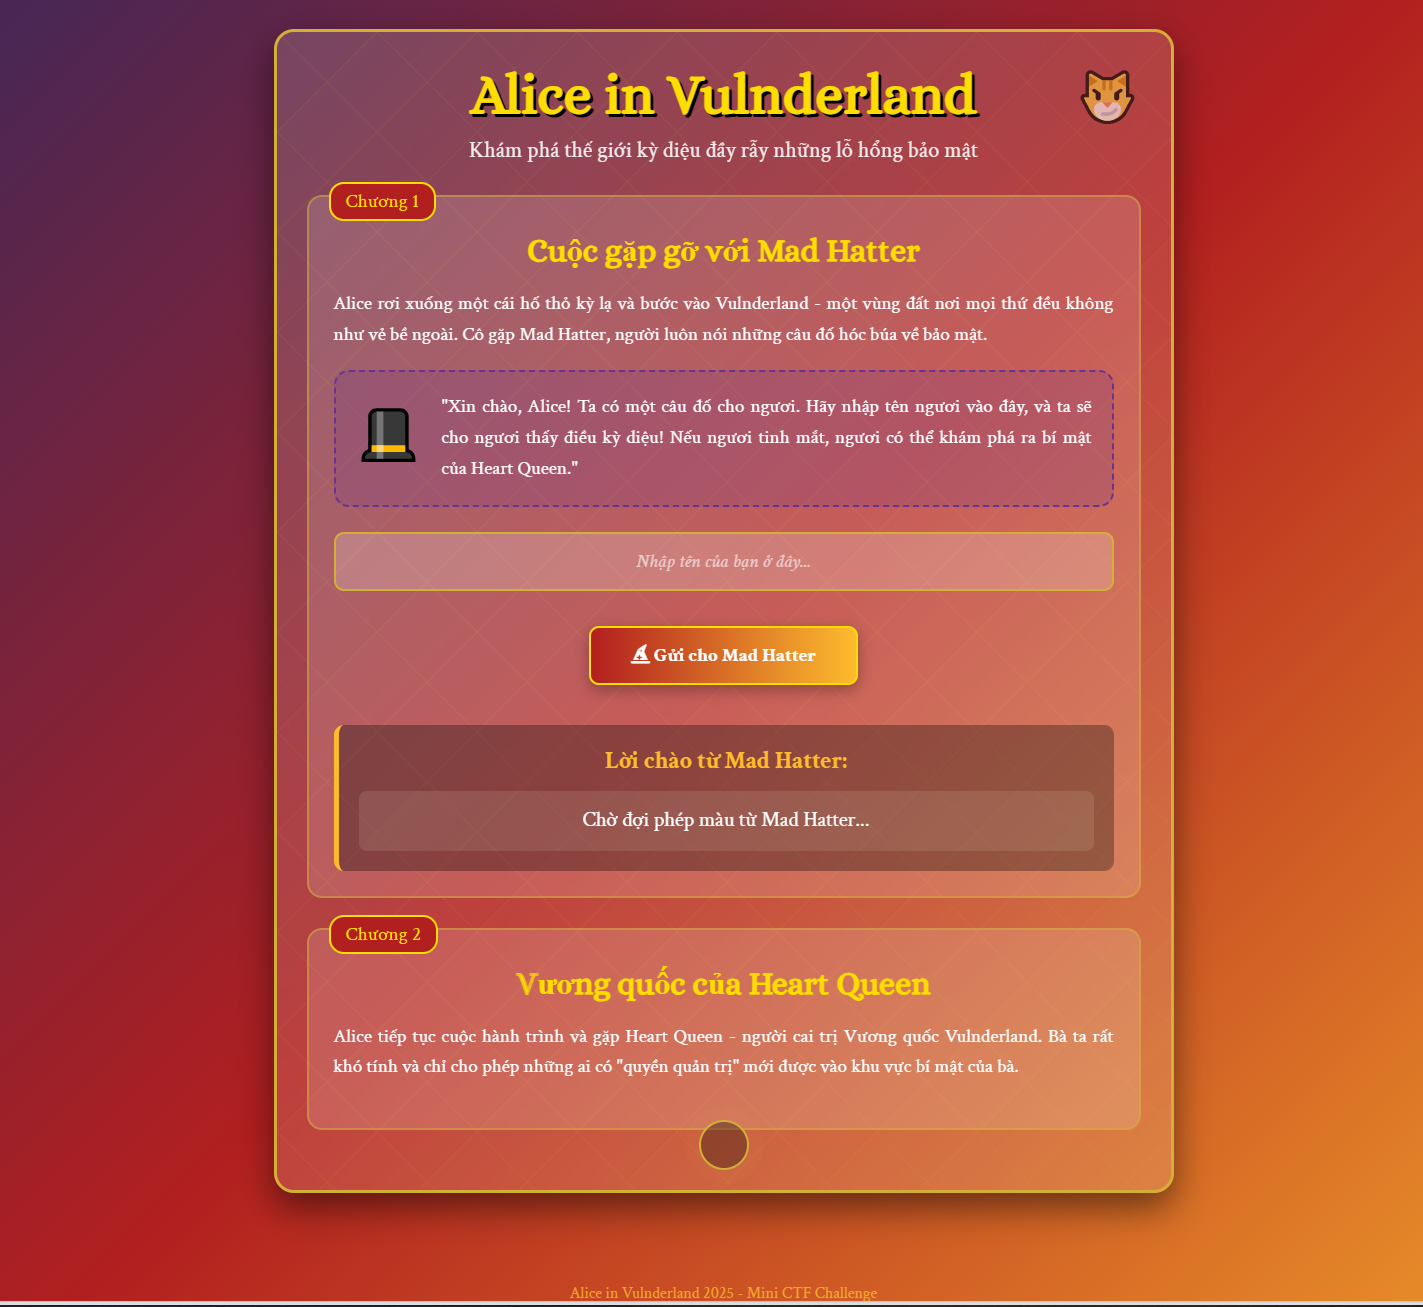 Alice in Vulnderland
Khám phá thế giới kỳ diệu đầy rẫy những lỗ hổng bảo mật
Chương 1
Cuộc gặp gỡ với Mad Hatter
Alice rơi xuống một cái hố thỏ kỳ lạ và bước vào Vulnderland - một vùng đất nơi mọi thứ đều không
như vẻ bề ngoài. Cô gặp Mad Hatter, người luôn nói những câu đố hóc búa về bảo mật.
"Xin chào, Alice! Ta có một câu đố cho ngươi. Hãy nhập tên ngươi vào đây, và ta sẽ
cho ngươi thấy điều kỳ diệu! Nếu ngươi tinh mắt, ngươi có thể khám phá ra bí mật
của Heart Queen."
Nhập tên của bạn ở đây...
Gửi cho Mad Hatter
Lời chào từ Mad Hatter:
Chờ đợi phép màu từ Mad Hatter...
Chương 2
Vương quốc của Heart Queen
Alice tiếp tục cuộc hành trình và gặp Heart Queen - người cai trị Vương quốc Vulnderland. Bà ta rất
khó tính và chỉ cho phép những ai có "quyền quản trị" mới được vào khu vực bí mật của bà.
Alice in Vulnderland 2025 - Mini CTF Challenge